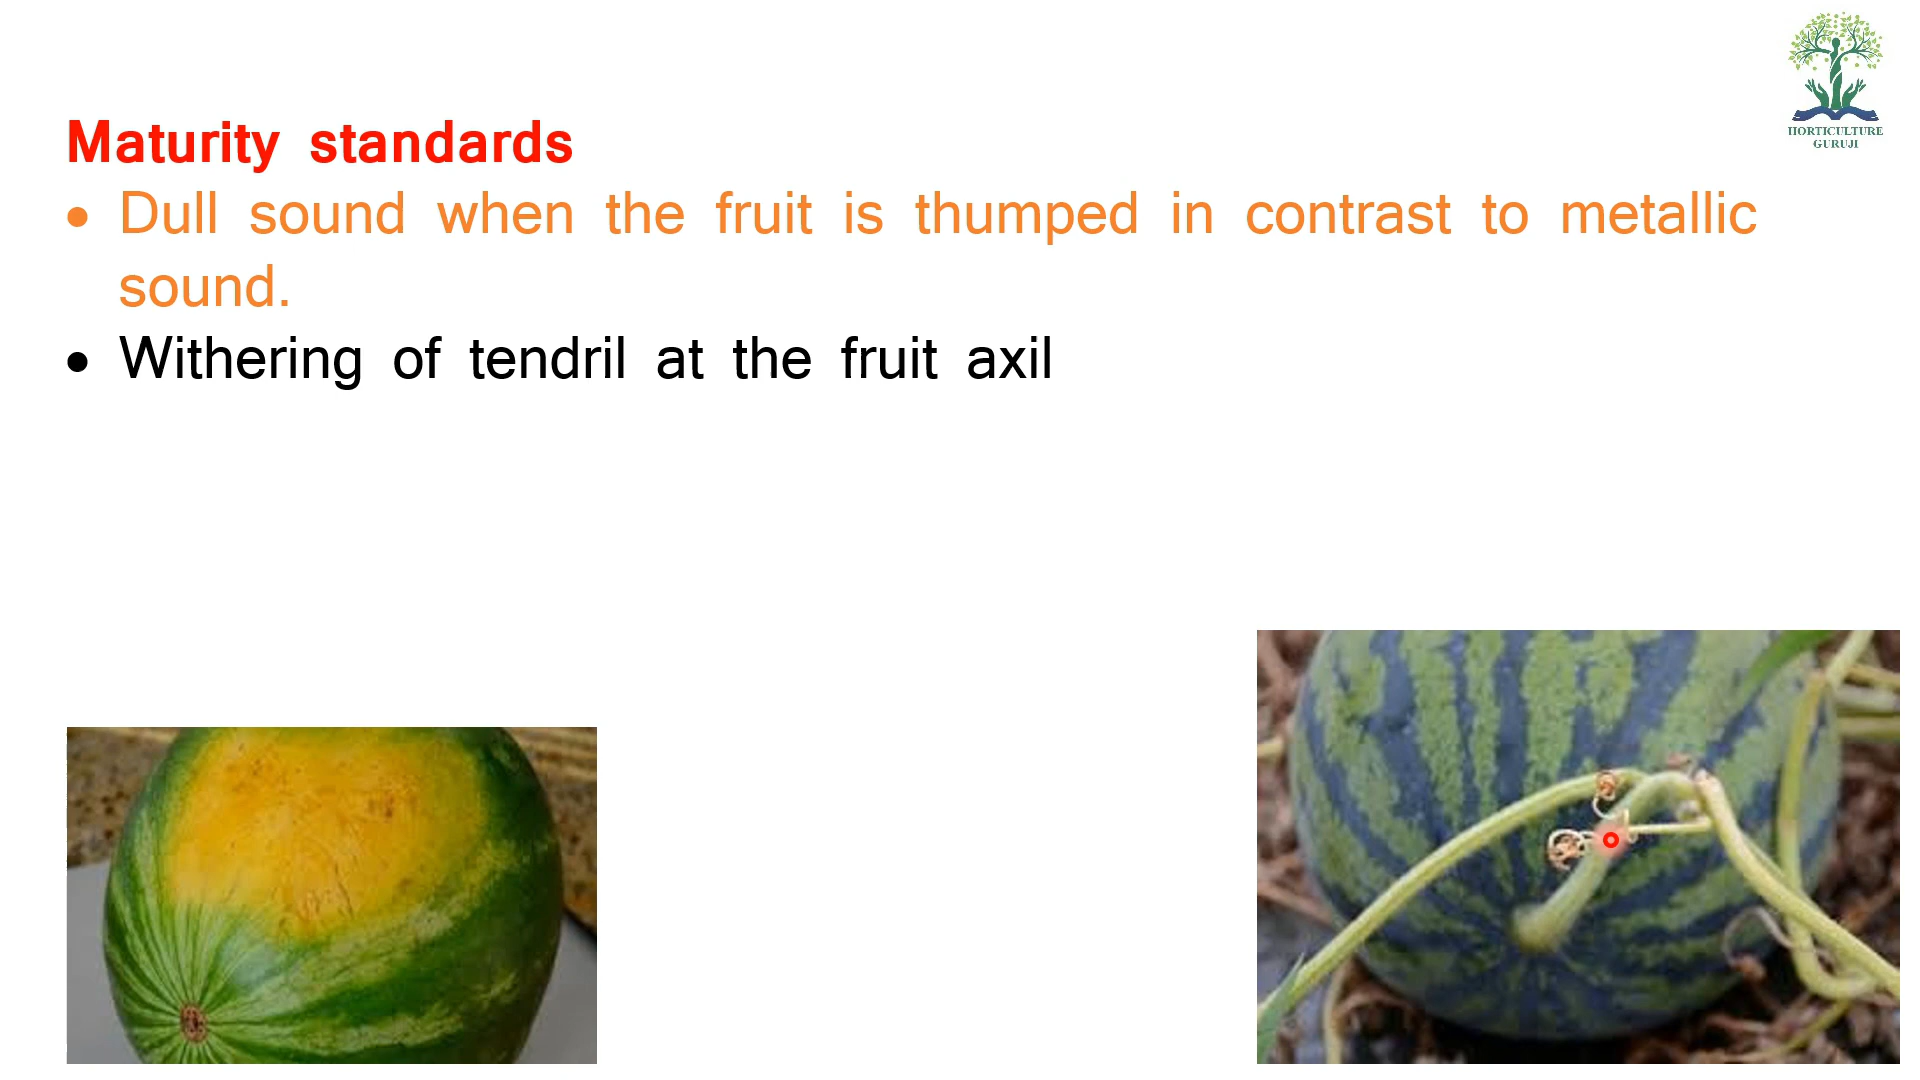 HORTICULTURE
GURUJI
Maturity standards
• Dull sound when the fruit is thumped in contrast to metallic
sound.
• Withering of tendril at the fruit axil